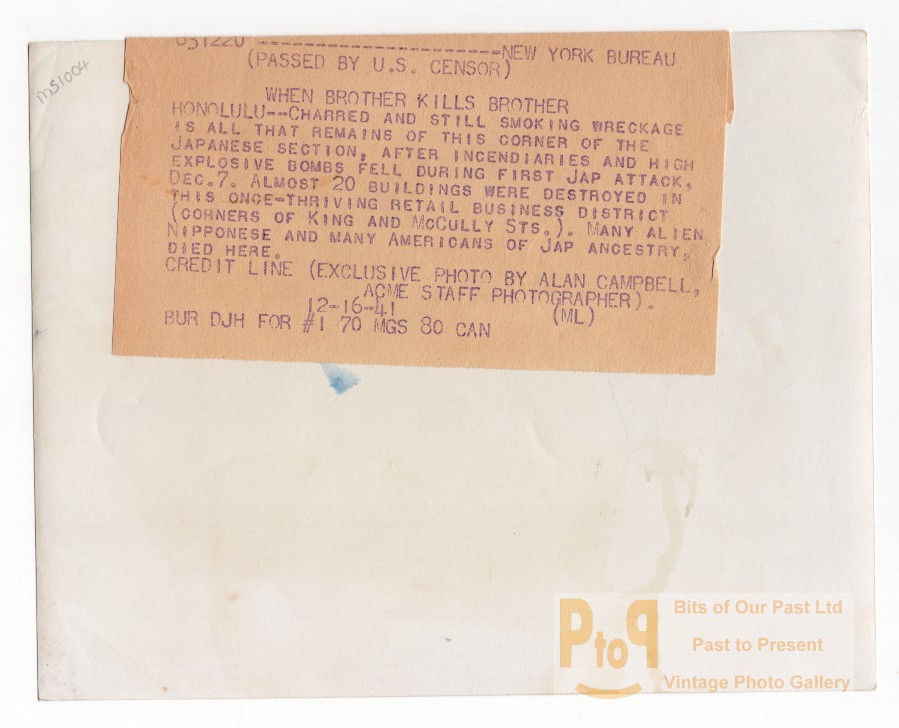 m51004
631220 -----------------------NEW YORK BUREAU
(PASSED BY U.S. CENSOR)
WHEN BROTHER KILLS BROTHER
HONOLULU--CHARRED AND STILL SMOKING WRECKAGE
IS ALL THAT REMAINS OF THIS CORNER OF THE
JAPANESE SECTION, AFTER INCENDIARIES AND HIGH
EXPLOSIVE BOMBS FELL DURING FIRST JAP ATTACK,
DEC.7. ALMOST 20 BUILDINGS WERE DESTROYED IN
THIS ONCE-THRIVING RETAIL BUSINESS DISTRICT
(CORNERS OF KING AND MCCULLY STS.). MANY ALIEN
NIPPONESE AND MANY AMERICANS OF JAP ANCESTRY,
DIED HERE.
CREDIT LINE (EXCLUSIVE PHOTO BY ALAN CAMPBELL,
ACME STAFF PHOTOGRAPHER).
12-16-41 (ML)
BUR DJH FOR #1 70 MGS 80 CAN
PtoP
Bits of Our Past Ltd
Past to Present
Vintage Photo Gallery